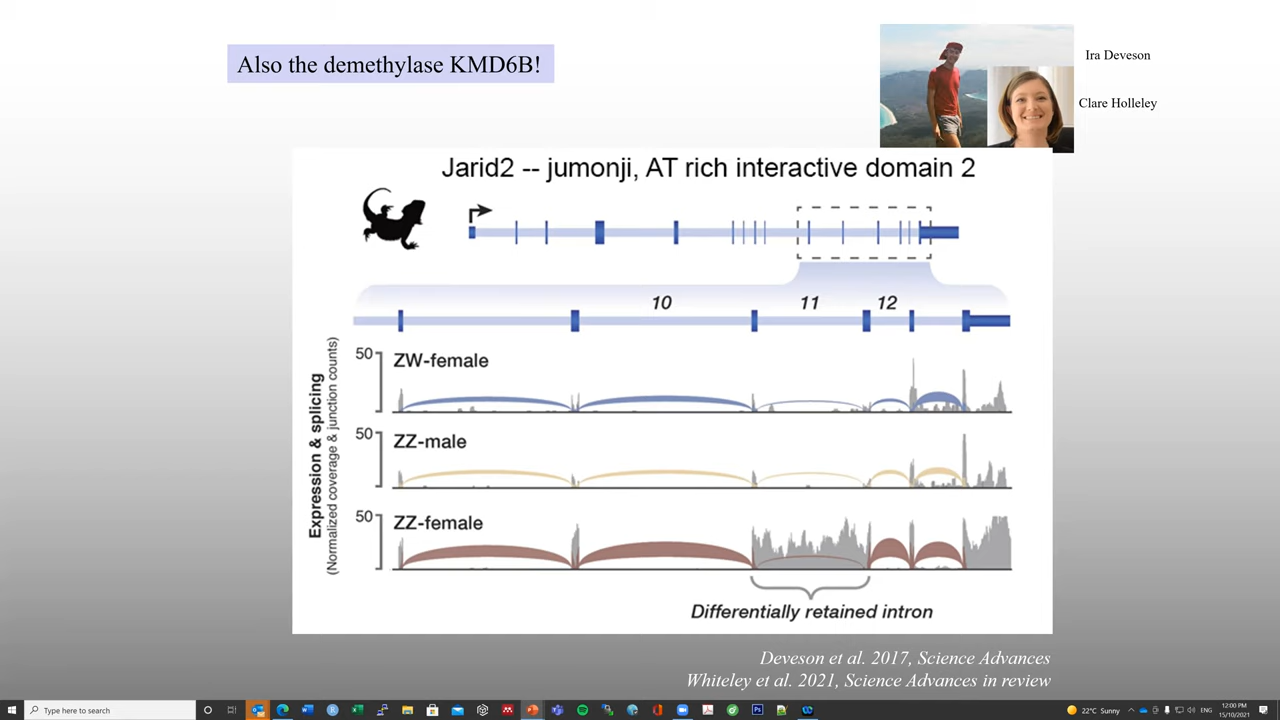 Also the demethylase KMD6B!
Ira Deveson
Clare Holleley
Jarid2 -- jumonji, AT rich interactive domain 2
10
11
12
Expression & splicing
(Normalized coverage & junction counts)
50
ZW-female
50
ZZ-male
50
ZZ-female
Differentially retained intron
Deveson et al. 2017, Science Advances
Whiteley et al. 2021, Science Advances in review
Type here to search
22°C Sunny
ENG
12:00 PM
15/10/2021